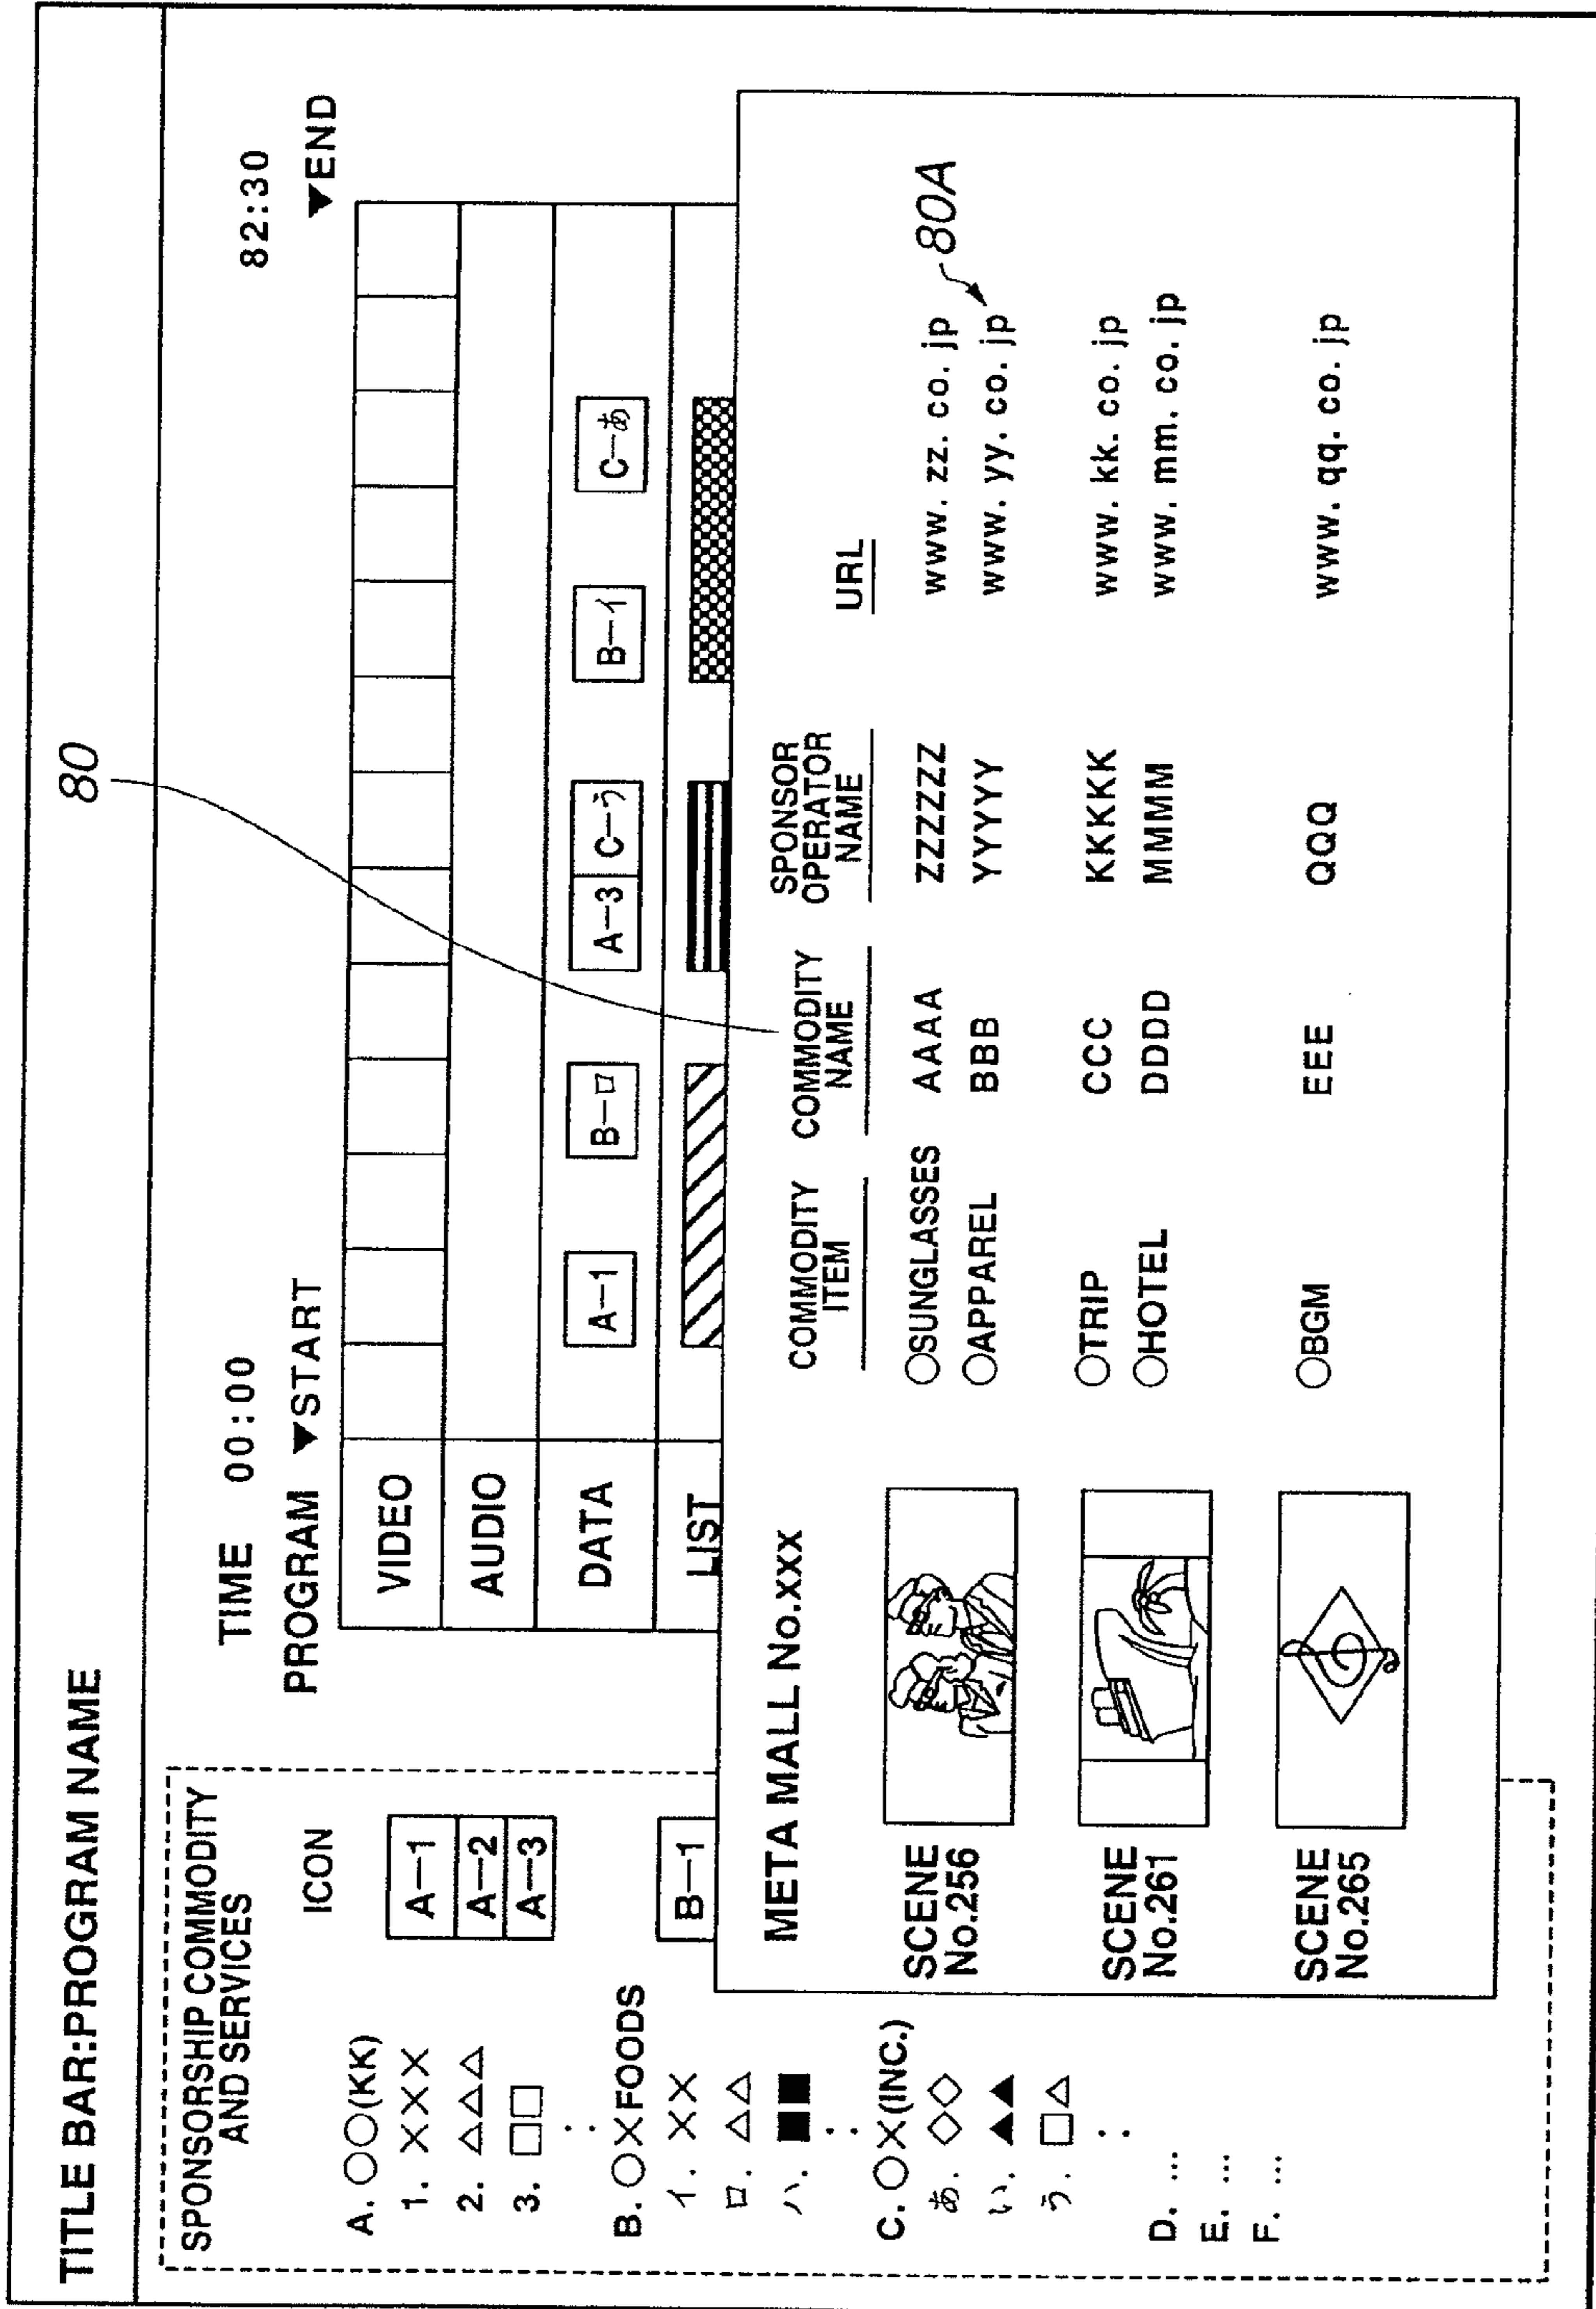 80
TITLE BAR:PROGRAM NAME
SPONSORSHIP COMMODITY
AND SERVICES
ICON
A. ○○(KK)
1. ×××
A-1
2. △△△
A-2
3. □□
A-3
:
B. ○×FOODS
イ. ××
B-1
ロ. △△
ハ. ■■
:
C. ○×(INC.)
あ. ◇◇
い. ▲▲
う. □△
:
D. ...
E. ...
F. ...
TIME 00:00 82:30
PROGRAM ▼START ▼END
VIDEO
AUDIO
DATA A-1 B-ロ A-3 C-う B-イ C-あ
LIST
META MALL No.xxx
COMMODITY
ITEM
COMMODITY
NAME
SPONSOR
OPERATOR
NAME
URL
SCENE
No.256
○SUNGLASSES AAAA ZZZZZZ www.zz.co.jp
○APPAREL BBB YYYYY www.yy.co.jp
80A
SCENE
No.261
○TRIP CCC KKKKK www.kk.co.jp
○HOTEL DDDD MMMM www.mm.co.jp
SCENE
No.265
○BGM EEE QQQ www.qq.co.jp